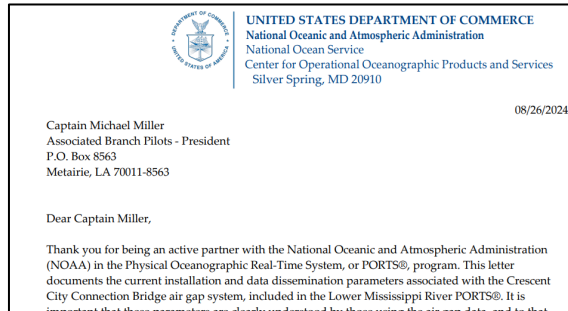 DEPARTMENT OF COMMERCE
UNITED STATES OF AMERICA
UNITED STATES DEPARTMENT OF COMMERCE
National Oceanic and Atmospheric Administration
National Ocean Service
Center for Operational Oceanographic Products and Services
Silver Spring, MD 20910
08/26/2024
Captain Michael Miller
Associated Branch Pilots - President
P.O. Box 8563
Metairie, LA 70011-8563
Dear Captain Miller,
Thank you for being an active partner with the National Oceanic and Atmospheric Administration
(NOAA) in the Physical Oceanographic Real-Time System, or PORTS®, program. This letter
documents the current installation and data dissemination parameters associated with the Crescent
City Connection Bridge air gap system, included in the Lower Mississippi River PORTS®. It is
important that these parameters are clearly understood by those using the air gap data, and to that